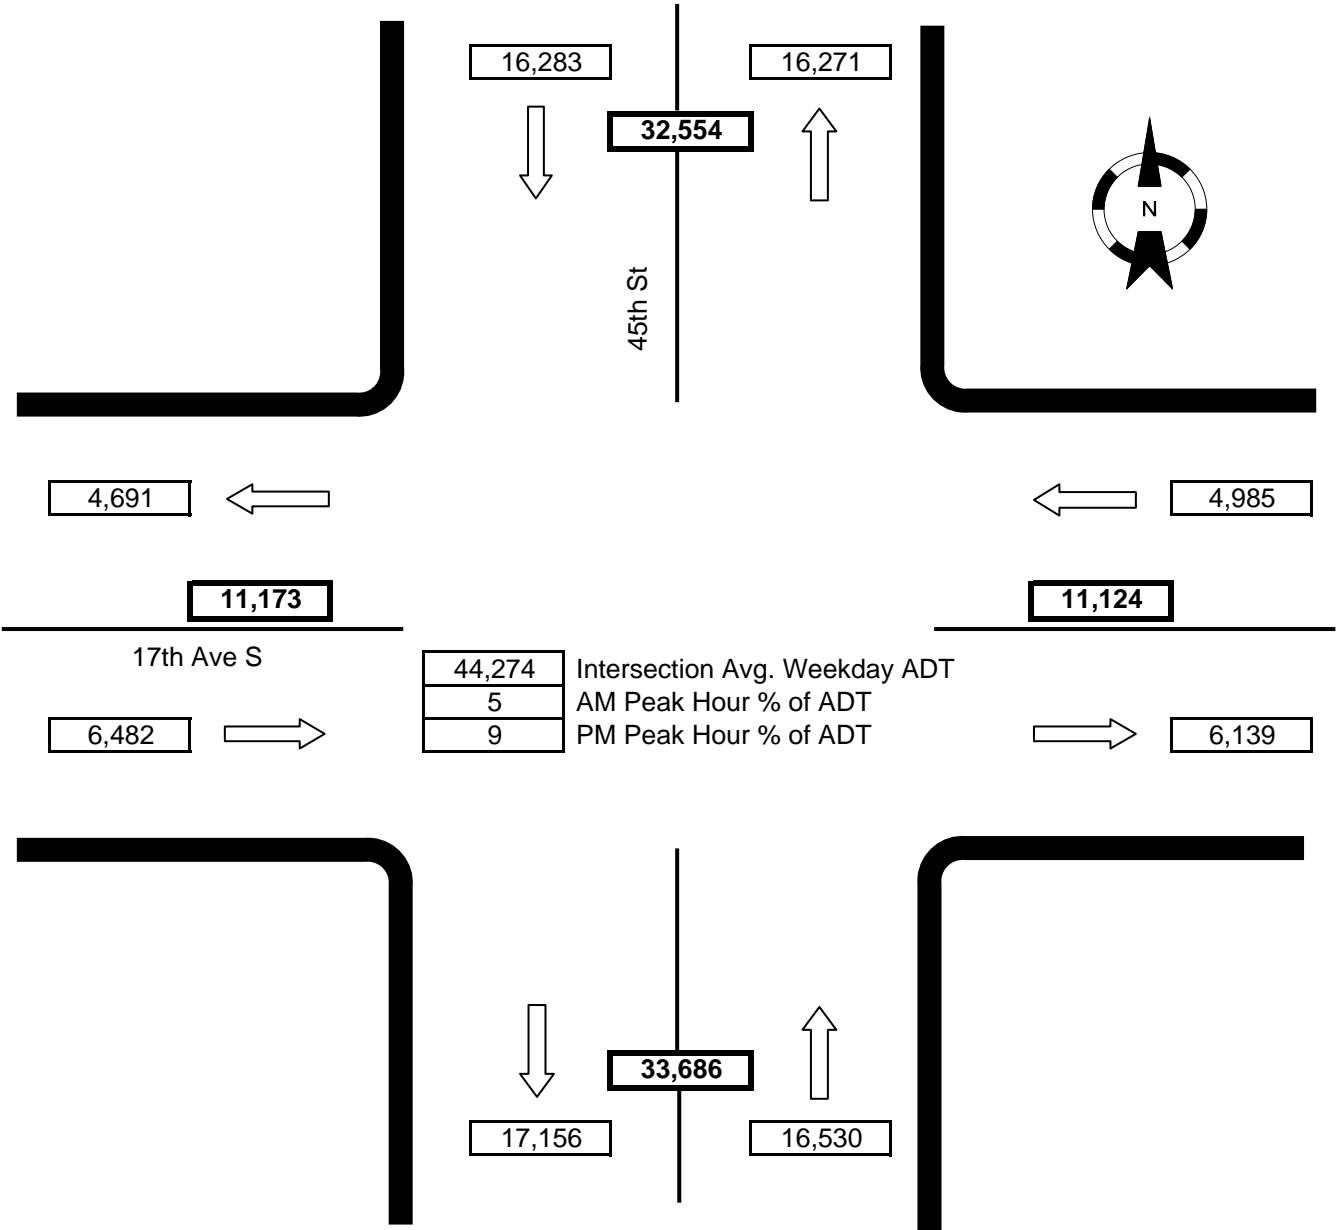 16,283
16,271
32,554
N
45th St
4,691
4,985
11,173
11,124
17th Ave S
44,274 Intersection Avg. Weekday ADT
5 AM Peak Hour % of ADT
9 PM Peak Hour % of ADT
6,482
6,139
33,686
17,156
16,530